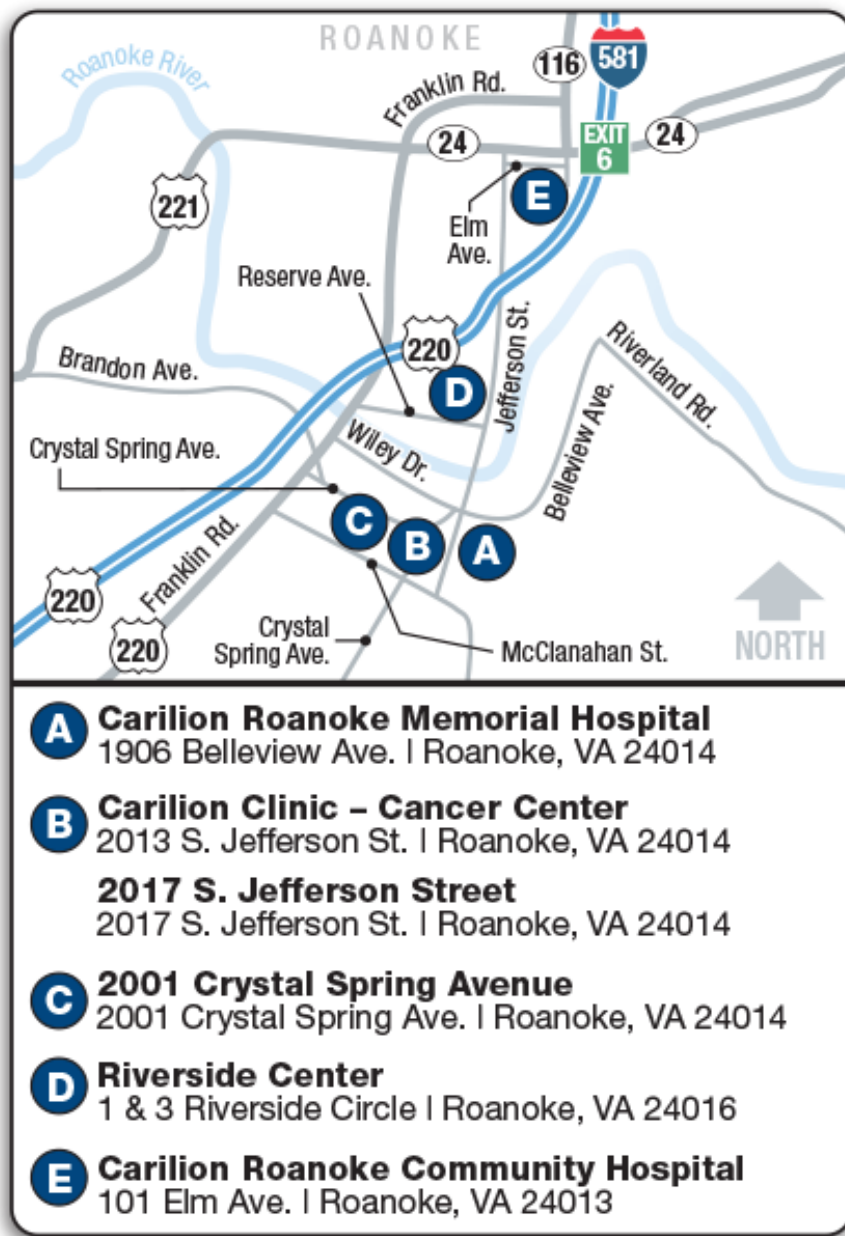 ROANOKE
Roanoke River
116
581
Franklin Rd.
24
EXIT
6
24
221
E
Elm
Ave.
Reserve Ave.
220
D
Jefferson St.
Riverland Rd.
Brandon Ave.
Wiley Dr.
Belleview Ave.
Crystal Spring Ave.
C
B
A
220
Franklin Rd.
220
Crystal
Spring Ave.
McClanahan St.
NORTH
A Carilion Roanoke Memorial Hospital
1906 Belleview Ave. | Roanoke, VA 24014
B Carilion Clinic – Cancer Center
2013 S. Jefferson St. | Roanoke, VA 24014
2017 S. Jefferson Street
2017 S. Jefferson St. | Roanoke, VA 24014
C 2001 Crystal Spring Avenue
2001 Crystal Spring Ave. | Roanoke, VA 24014
D Riverside Center
1 & 3 Riverside Circle | Roanoke, VA 24016
E Carilion Roanoke Community Hospital
101 Elm Ave. | Roanoke, VA 24013